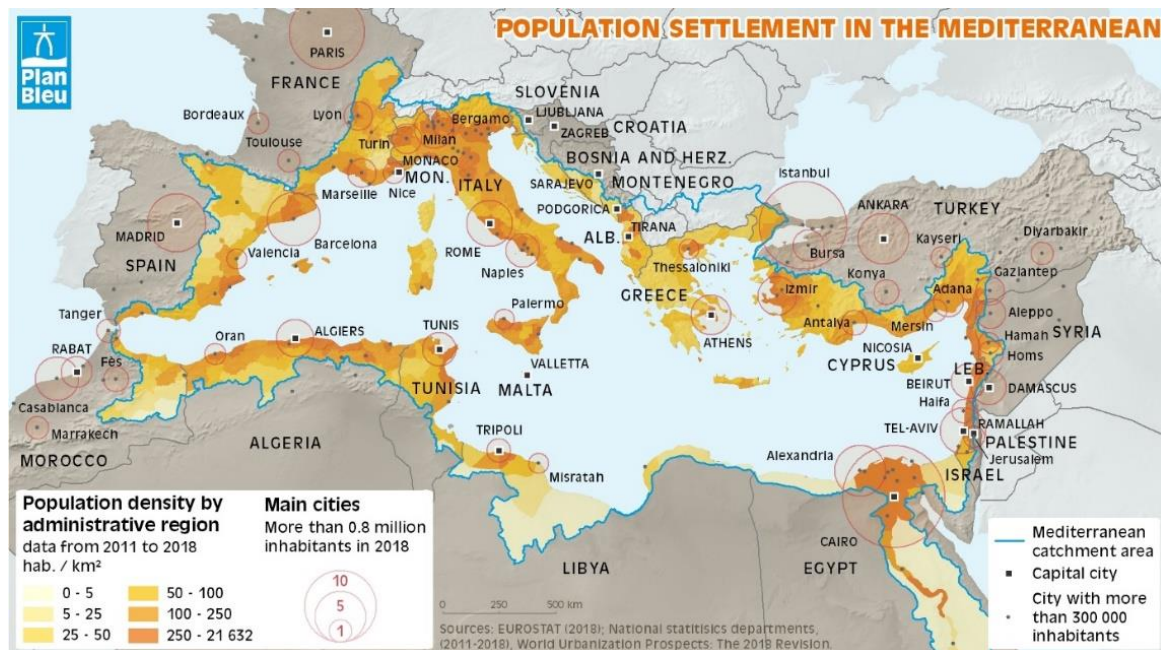 POPULATION SETTLEMENT IN THE MEDITERRANEAN
Plan
Bleu
PARIS
FRANCE
Bordeaux
Lyon
Toulouse
SLOVENIA
LJUBLJANA
ZAGREB
CROATIA
Bergamo
Turin
Milan
MONACO
MON.
Marseille
Nice
ITALY
BOSNIA AND HERZ.
SARAJEVO
MONTENEGRO
PODGORICA
TIRANA
ALB.
Istanbul
ANKARA
TURKEY
Bursa
Kayseri
Diyarbakir
Konya
Gaziantep
MADRID
SPAIN
Valencia
Barcelona
ROME
Naples
Thessaloniki
GREECE
Izmir
Adana
Antalya
Mersin
Aleppo
SYRIA
Hamah
Homs
Palermo
ATHENS
NICOSIA
CYPRUS
LEB.
BEIRUT
DAMASCUS
Haifa
Tanger
RABAT
Fès
Oran
ALGIERS
TUNIS
TUNISIA
VALLETTA
MALTA
Casablanca
Marrakech
MOROCCO
ALGERIA
TRIPOLI
Misratah
TEL-AVIV
RAMALLAH
PALESTINE
Jerusalem
ISRAEL
Alexandria
CAIRO
EGYPT
LIBYA
Population density by
administrative region
data from 2011 to 2018
hab. / km²
0 - 5
5 - 25
25 - 50
50 - 100
100 - 250
250 - 21 632
Main cities
More than 0.8 million
inhabitants in 2018
10
5
1
0 250 500 km
Sources: EUROSTAT (2018); National statitisics departments,
(2011-2018), World Urbanization Prospects: The 2018 Revision.
Mediterranean
catchment area
Capital city
City with more
than 300 000
inhabitants